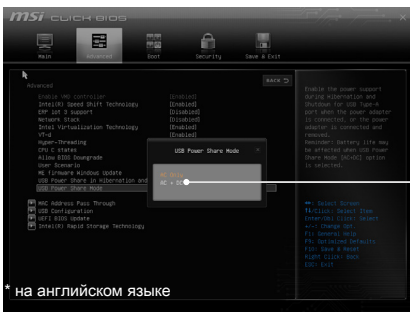 msi CLICK BIOS
Main
Advanced
Boot
Security
Save & Exit
Advanced
BACK
Enable VMD controller [Enabled]
Intel(R) Speed Shift Technology [Enabled]
ERP lot 3 support [Disabled]
Network Stack [Disabled]
Intel Virtualization Technology [Enabled]
VT-d
Hyper-Threading
CPU C states
Allow BIOS Downgrade
User Scenario
ME firmware Windows Update
USB Power Share in Hibernation and
USB Power Share Mode
MAC Address Pass Through
USB Configuration
UEFI BIOS Update
Intel(R) Rapid Storage Technology
USB Power Share Mode
AC Only
AC + DC
Enable the power support
during Hibernation and
Shutdown for USB Type-A
port when the power adapter
is connected, or the power
adapter is connected and
removed.
Reminder: Battery life may
be affected when USB Power
Share Mode [AC+DC] option
is selected.
Select Screen
/Click: Select Item
Enter/Dbl Click: Select
+/-: Change Opt.
F1: General Help
F9: Optimized Defaults
F10: Save & Reset
Right Click: Back
ESC: Exit
* на английском языке